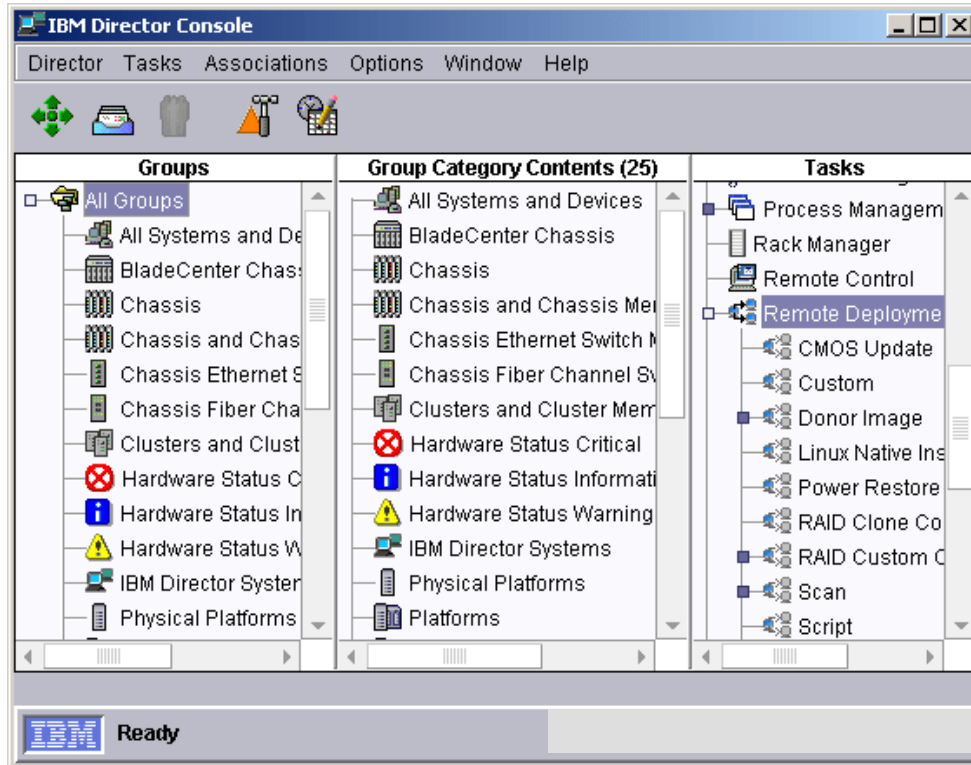 IBM Director Console
Director Tasks Associations Options Window Help
Groups
All Groups
All Systems and De
BladeCenter Chas
Chassis
Chassis and Chas
Chassis Ethernet S
Chassis Fiber Cha
Clusters and Clust
Hardware Status C
Hardware Status In
Hardware Status W
IBM Director System
Physical Platforms
Group Category Contents (25)
All Systems and Devices
BladeCenter Chassis
Chassis
Chassis and Chassis Mem
Chassis Ethernet Switch M
Chassis Fiber Channel Sw
Clusters and Cluster Mem
Hardware Status Critical
Hardware Status Informati
Hardware Status Warning
IBM Director Systems
Physical Platforms
Platforms
Tasks
Process Managem
Rack Manager
Remote Control
Remote Deployme
CMOS Update
Custom
Donor Image
Linux Native Ins
Power Restore
RAID Clone Co
RAID Custom C
Scan
Script
IBM Ready